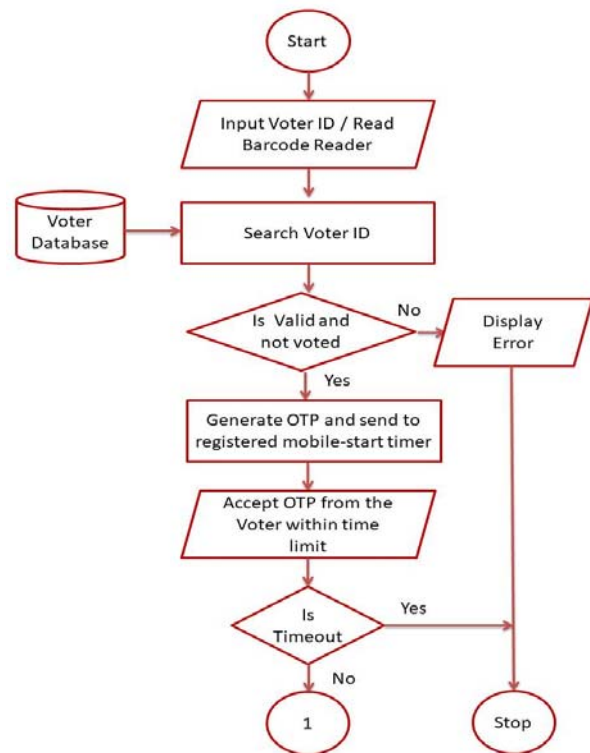 Start
Input Voter ID / Read
Barcode Reader
Voter
Database
Search Voter ID
Is Valid and
not voted
No
Display
Error
Yes
Generate OTP and send to
registered mobile-start timer
Accept OTP from the
Voter within time
limit
Is
Timeout
Yes
No
1
Stop